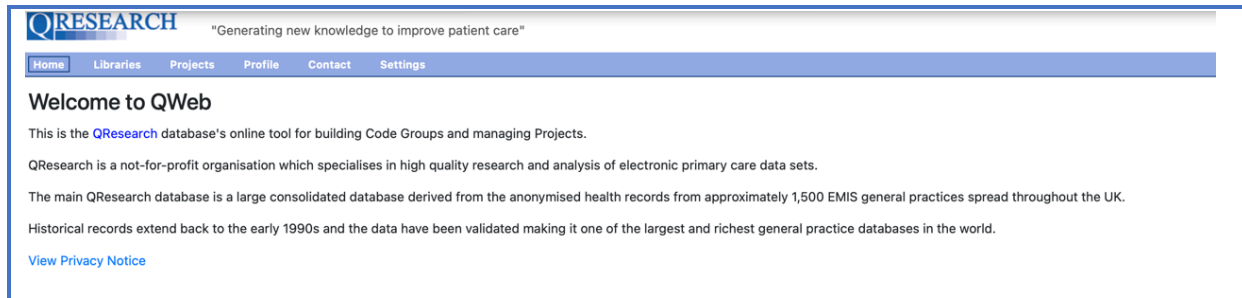 QRESEARCH "Generating new knowledge to improve patient care"
Home Libraries Projects Profile Contact Settings
Welcome to QWeb
This is the QResearch database's online tool for building Code Groups and managing Projects.
QResearch is a not-for-profit organisation which specialises in high quality research and analysis of electronic primary care data sets.
The main QResearch database is a large consolidated database derived from the anonymised health records from approximately 1,500 EMIS general practices spread throughout the UK.
Historical records extend back to the early 1990s and the data have been validated making it one of the largest and richest general practice databases in the world.
View Privacy Notice